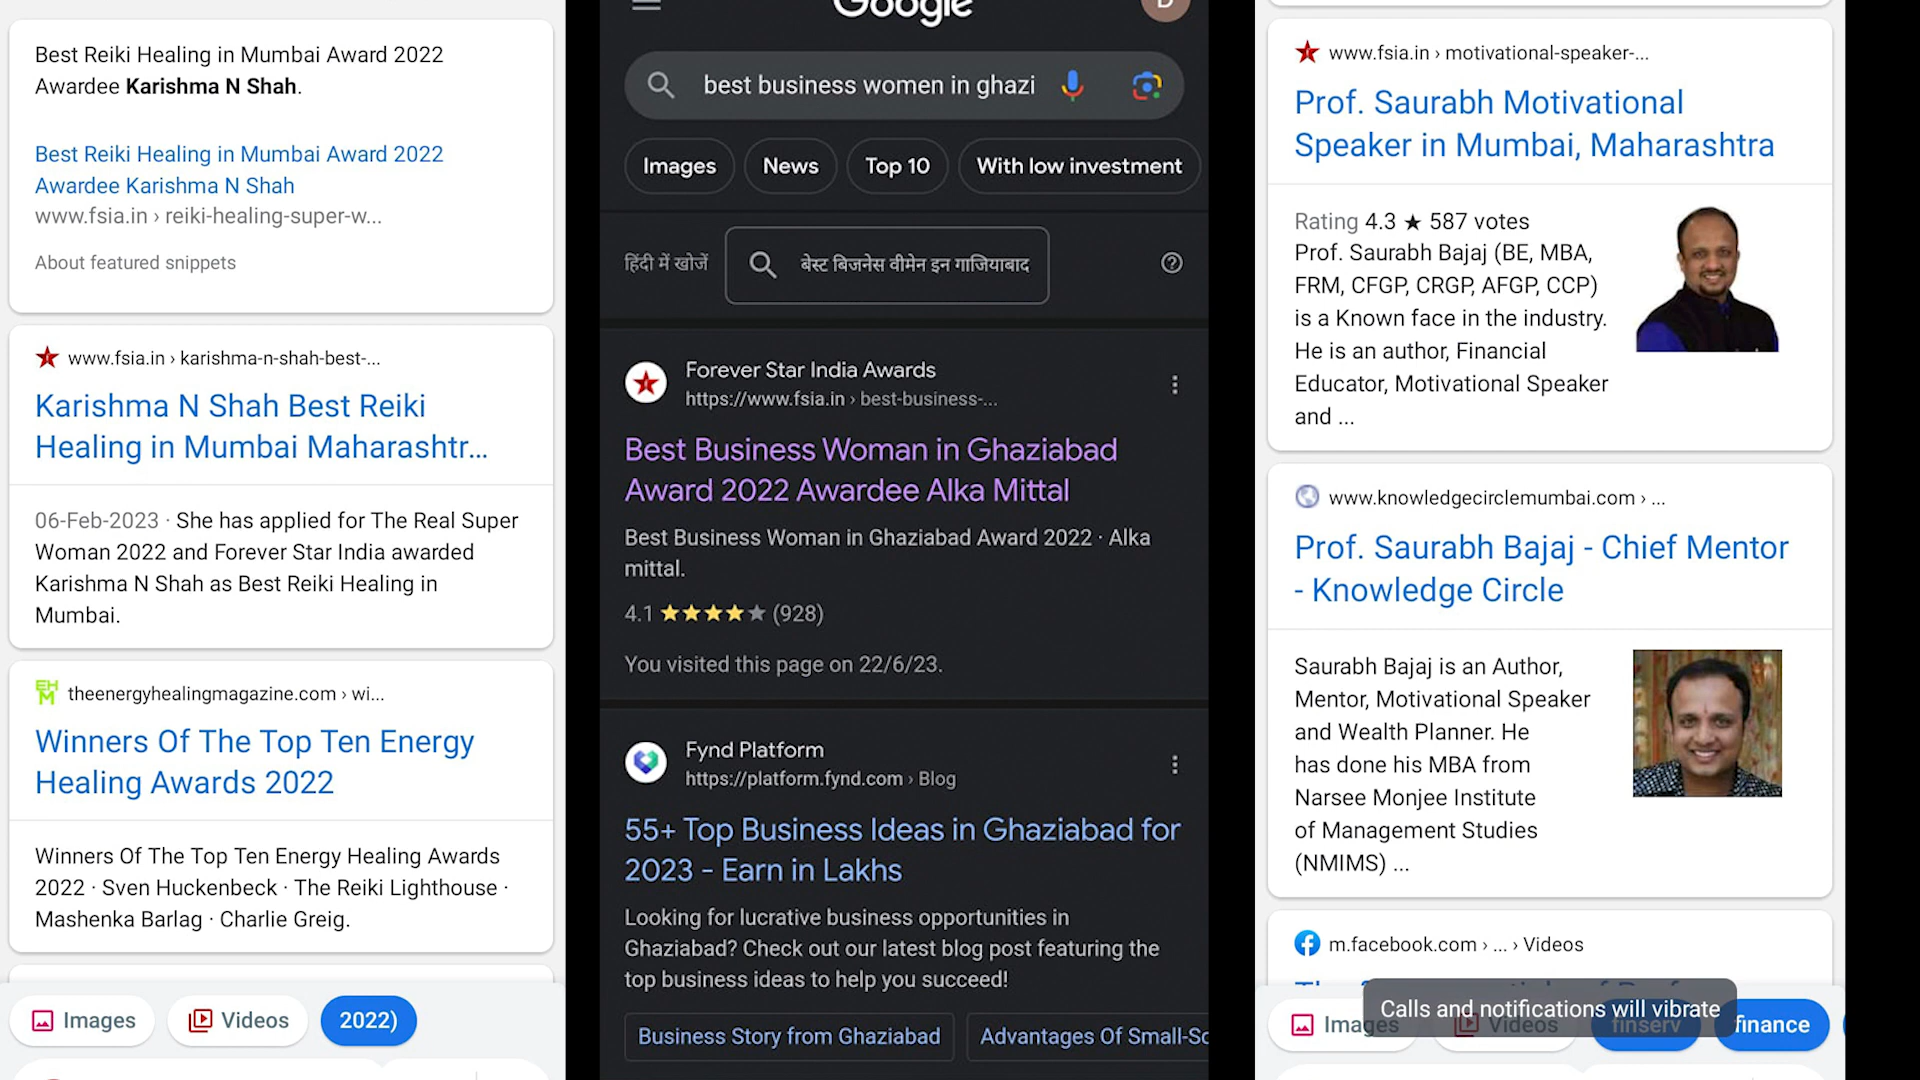 Best Reiki Healing in Mumbai Award 2022
Awardee Karishma N Shah.
Best Reiki Healing in Mumbai Award 2022
Awardee Karishma N Shah
www.fsia.in › reiki-healing-super-w...
About featured snippets
www.fsia.in › karishma-n-shah-best-...
Karishma N Shah Best Reiki
Healing in Mumbai Maharashtr...
06-Feb-2023 · She has applied for The Real Super
Woman 2022 and Forever Star India awarded
Karishma N Shah as Best Reiki Healing in
Mumbai.
EHM
theenergyhealingmagazine.com › wi...
Winners Of The Top Ten Energy
Healing Awards 2022
Winners Of The Top Ten Energy Healing Awards
2022 · Sven Huckenbeck · The Reiki Lighthouse ·
Mashenka Barlag · Charlie Greig.
Images
Videos
2022)
Google
D
best business women in ghazi
Images
News
Top 10
With low investment
हिंदी में खोजें
बेस्ट बिजनेस वीमेन इन गाजियाबाद
Forever Star India Awards
https://www.fsia.in › best-business-...
Best Business Woman in Ghaziabad
Award 2022 Awardee Alka Mittal
Best Business Woman in Ghaziabad Award 2022 · Alka
mittal.
4.1 ★★★★★ (928)
You visited this page on 22/6/23.
Fynd Platform
https://platform.fynd.com › Blog
55+ Top Business Ideas in Ghaziabad for
2023 - Earn in Lakhs
Looking for lucrative business opportunities in
Ghaziabad? Check out our latest blog post featuring the
top business ideas to help you succeed!
Business Story from Ghaziabad
Advantages Of Small-Sc
www.fsia.in › motivational-speaker-...
Prof. Saurabh Motivational
Speaker in Mumbai, Maharashtra
Rating 4.3 ★ 587 votes
Prof. Saurabh Bajaj (BE, MBA,
FRM, CFGP, CRGP, AFGP, CCP)
is a Known face in the industry.
He is an author, Financial
Educator, Motivational Speaker
and ...
www.knowledgecirclemumbai.com › ...
Prof. Saurabh Bajaj - Chief Mentor
- Knowledge Circle
Saurabh Bajaj is an Author,
Mentor, Motivational Speaker
and Wealth Planner. He
has done his MBA from
Narsee Monjee Institute
of Management Studies
(NMIMS) ...
m.facebook.com › ... › Videos
Calls and notifications will vibrate
Images
Videos
finserv
finance